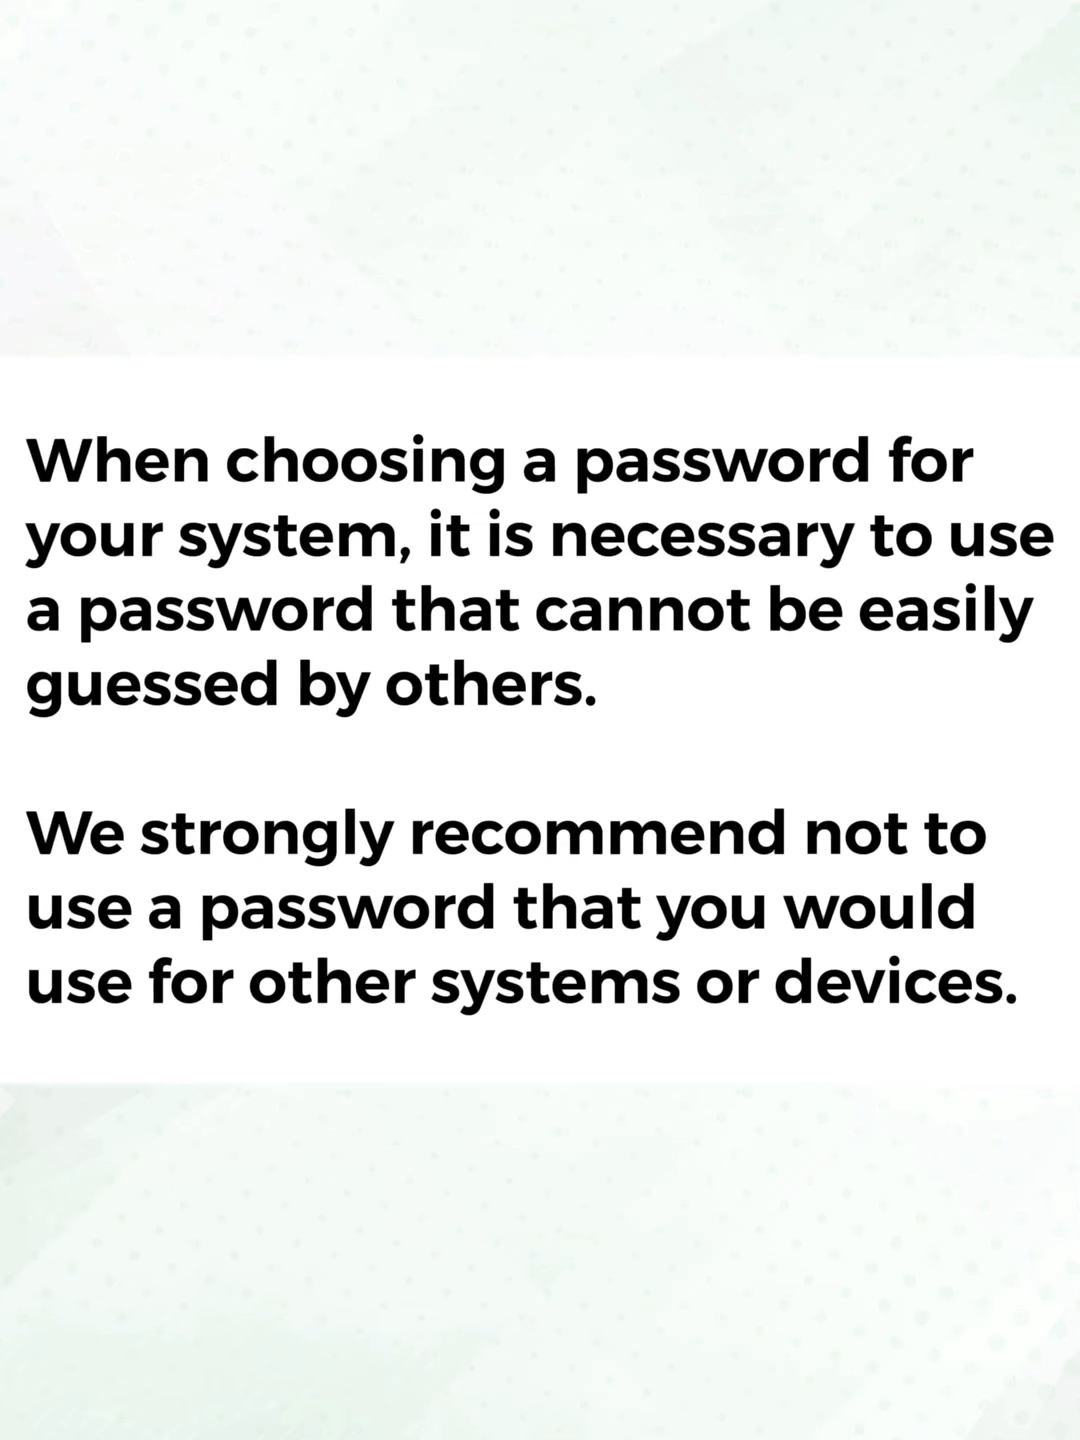 When choosing a password for
your system, it is necessary to use
a password that cannot be easily
guessed by others.
We strongly recommend not to
use a password that you would
use for other systems or devices.